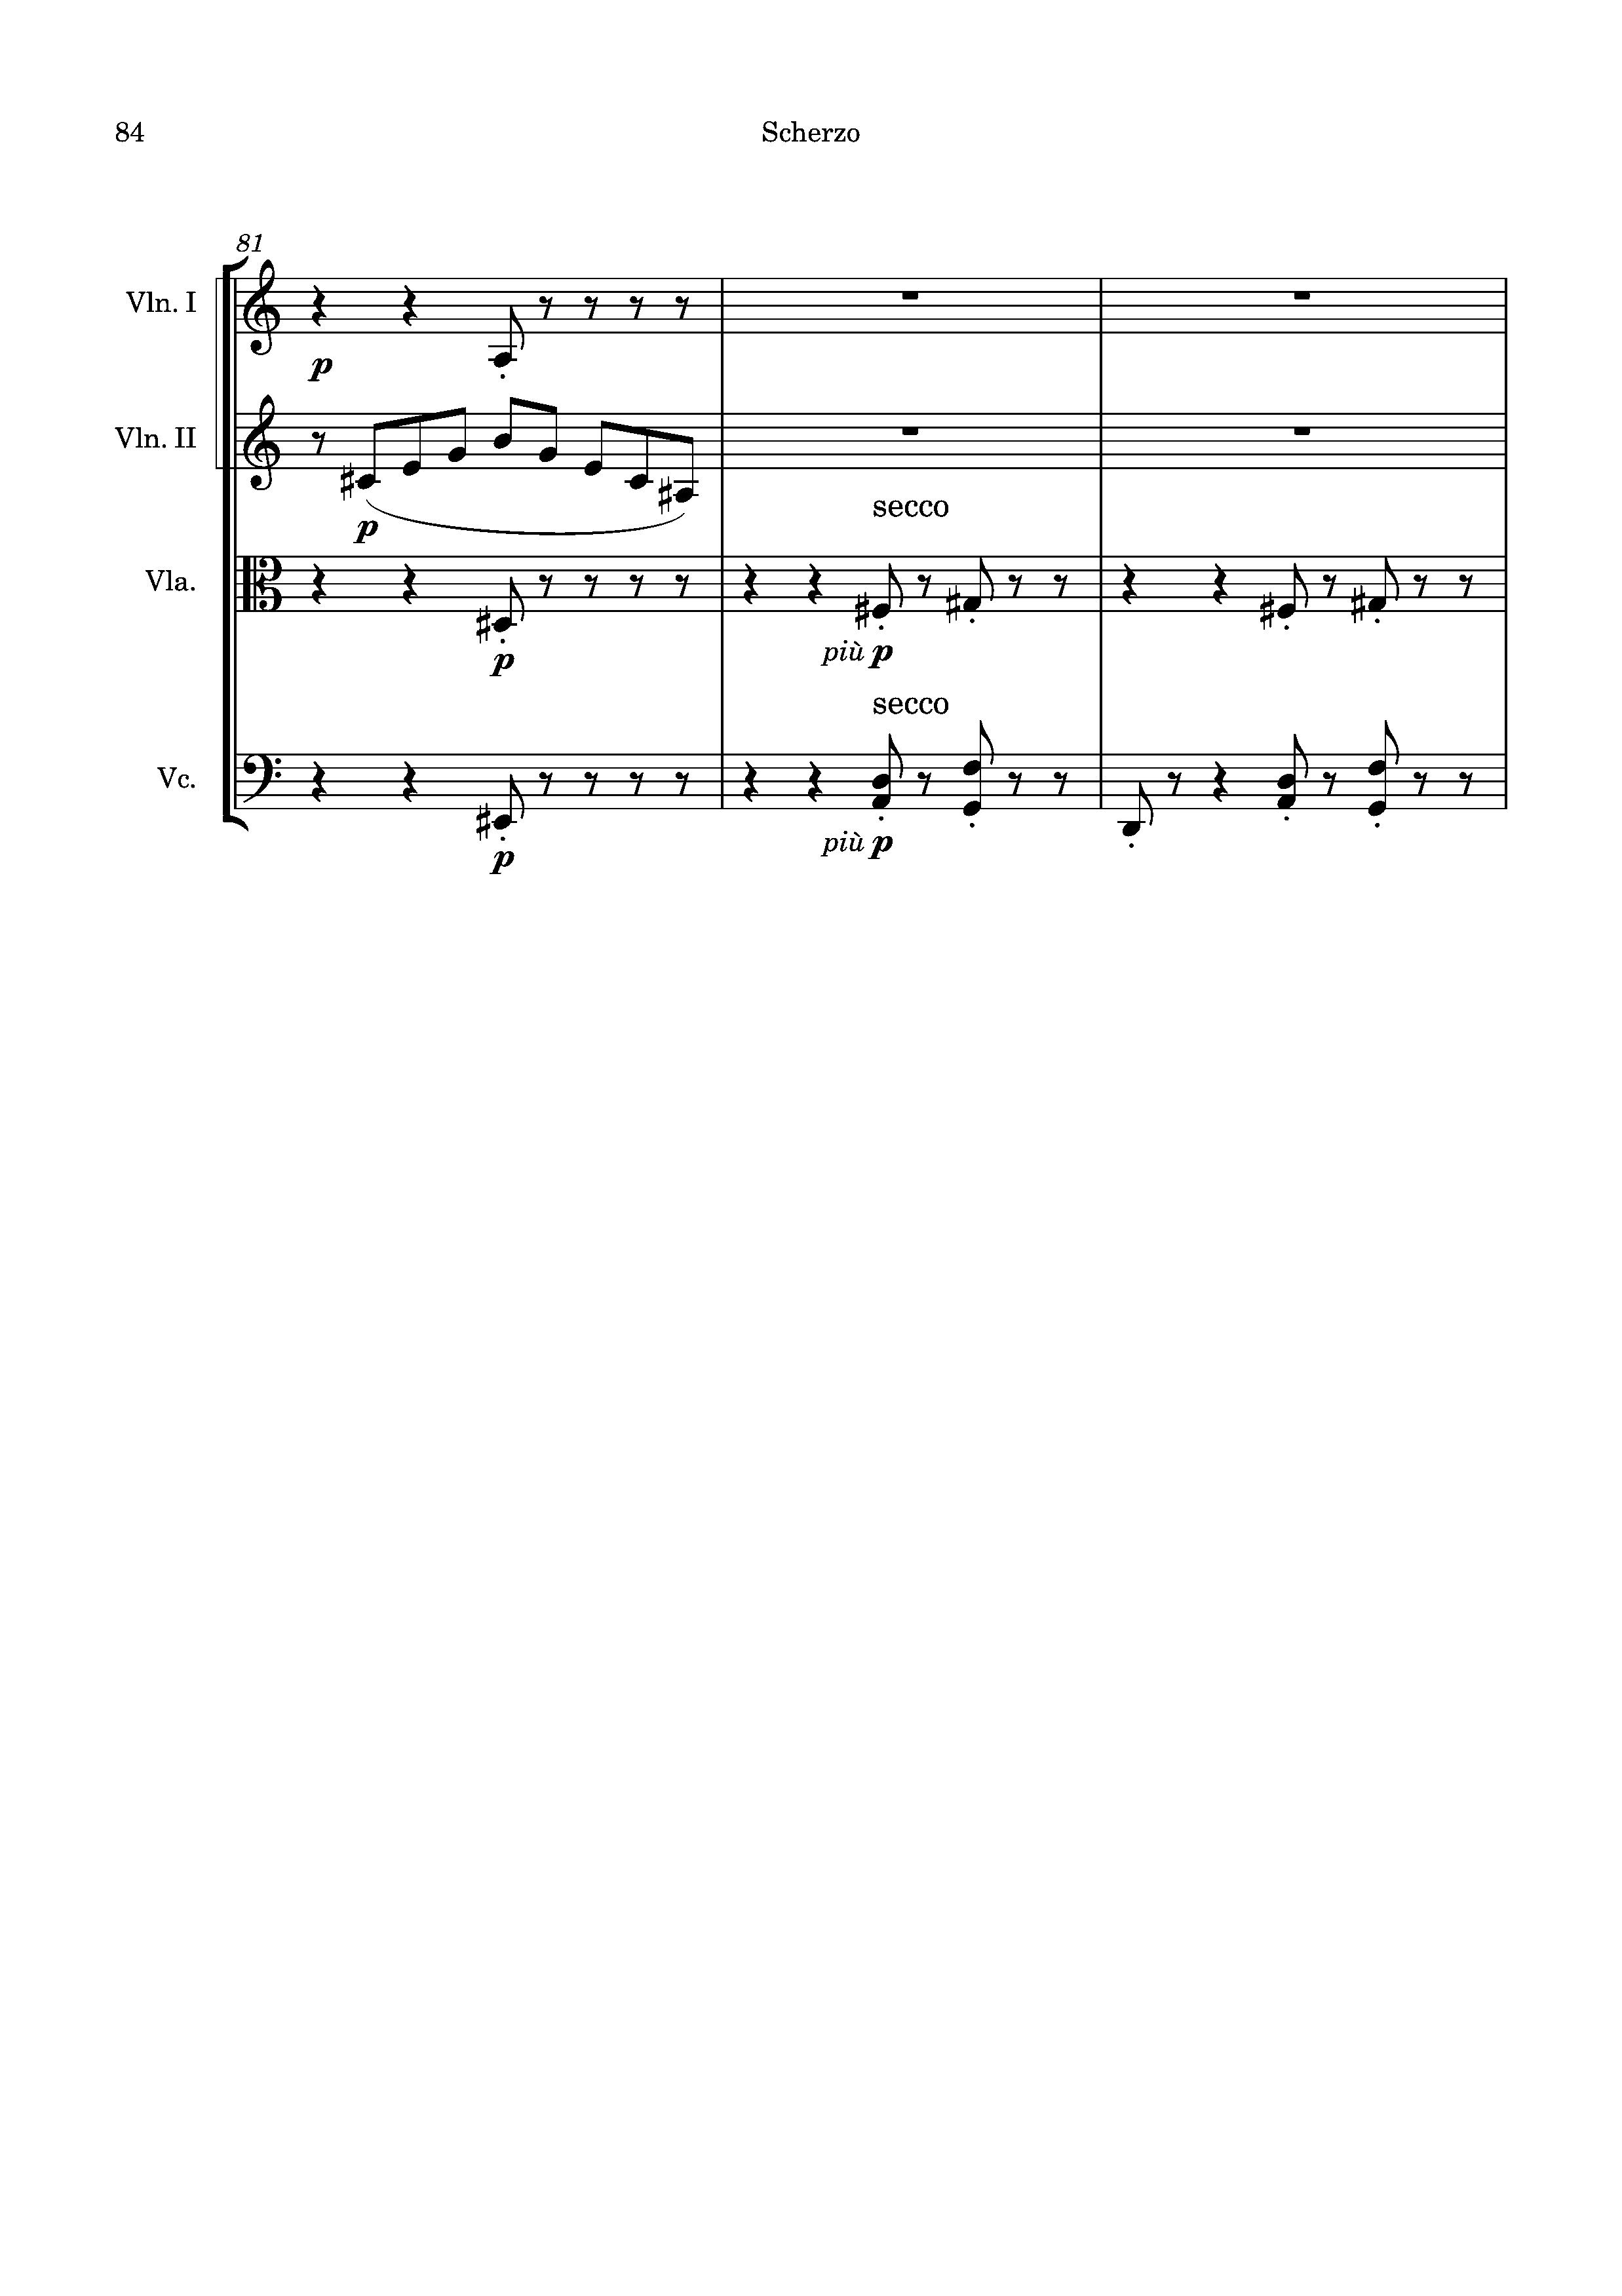 84
Scherzo
81
Vln. I
p
Vln. II
p
secco
Vla.
p
più p
secco
Vc.
p
più p